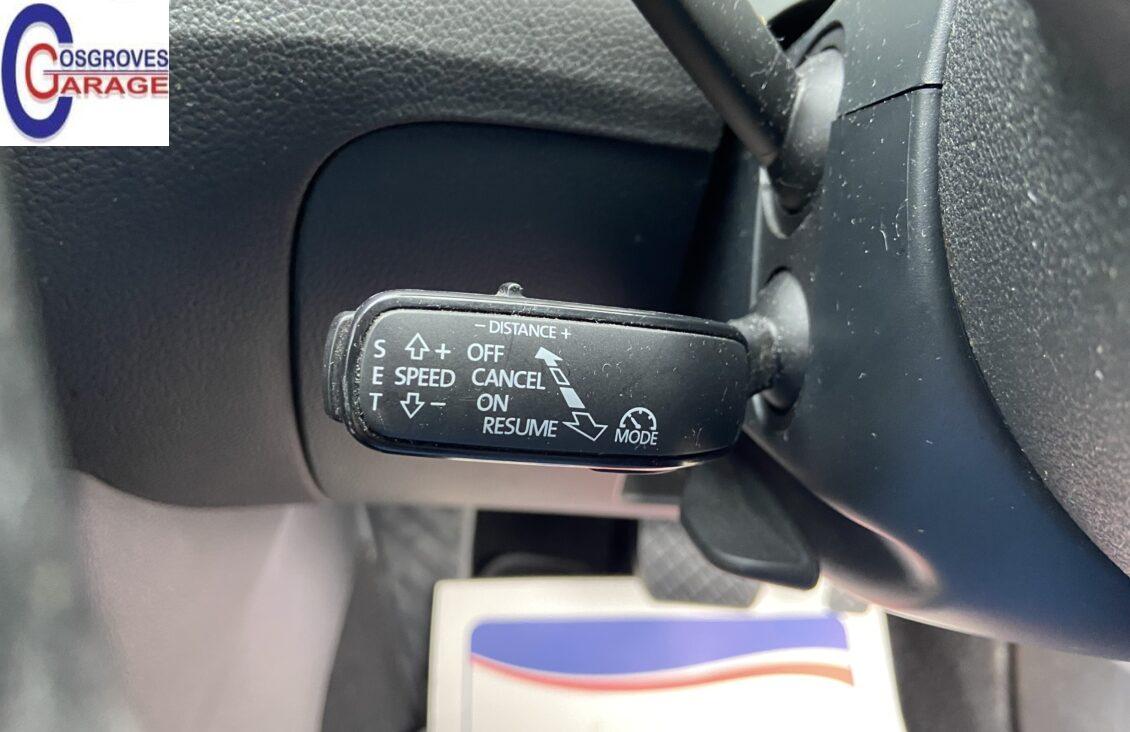 COSGROVES
GARAGE
- DISTANCE +
S + OFF
E SPEED CANCEL
T - ON
RESUME
MODE